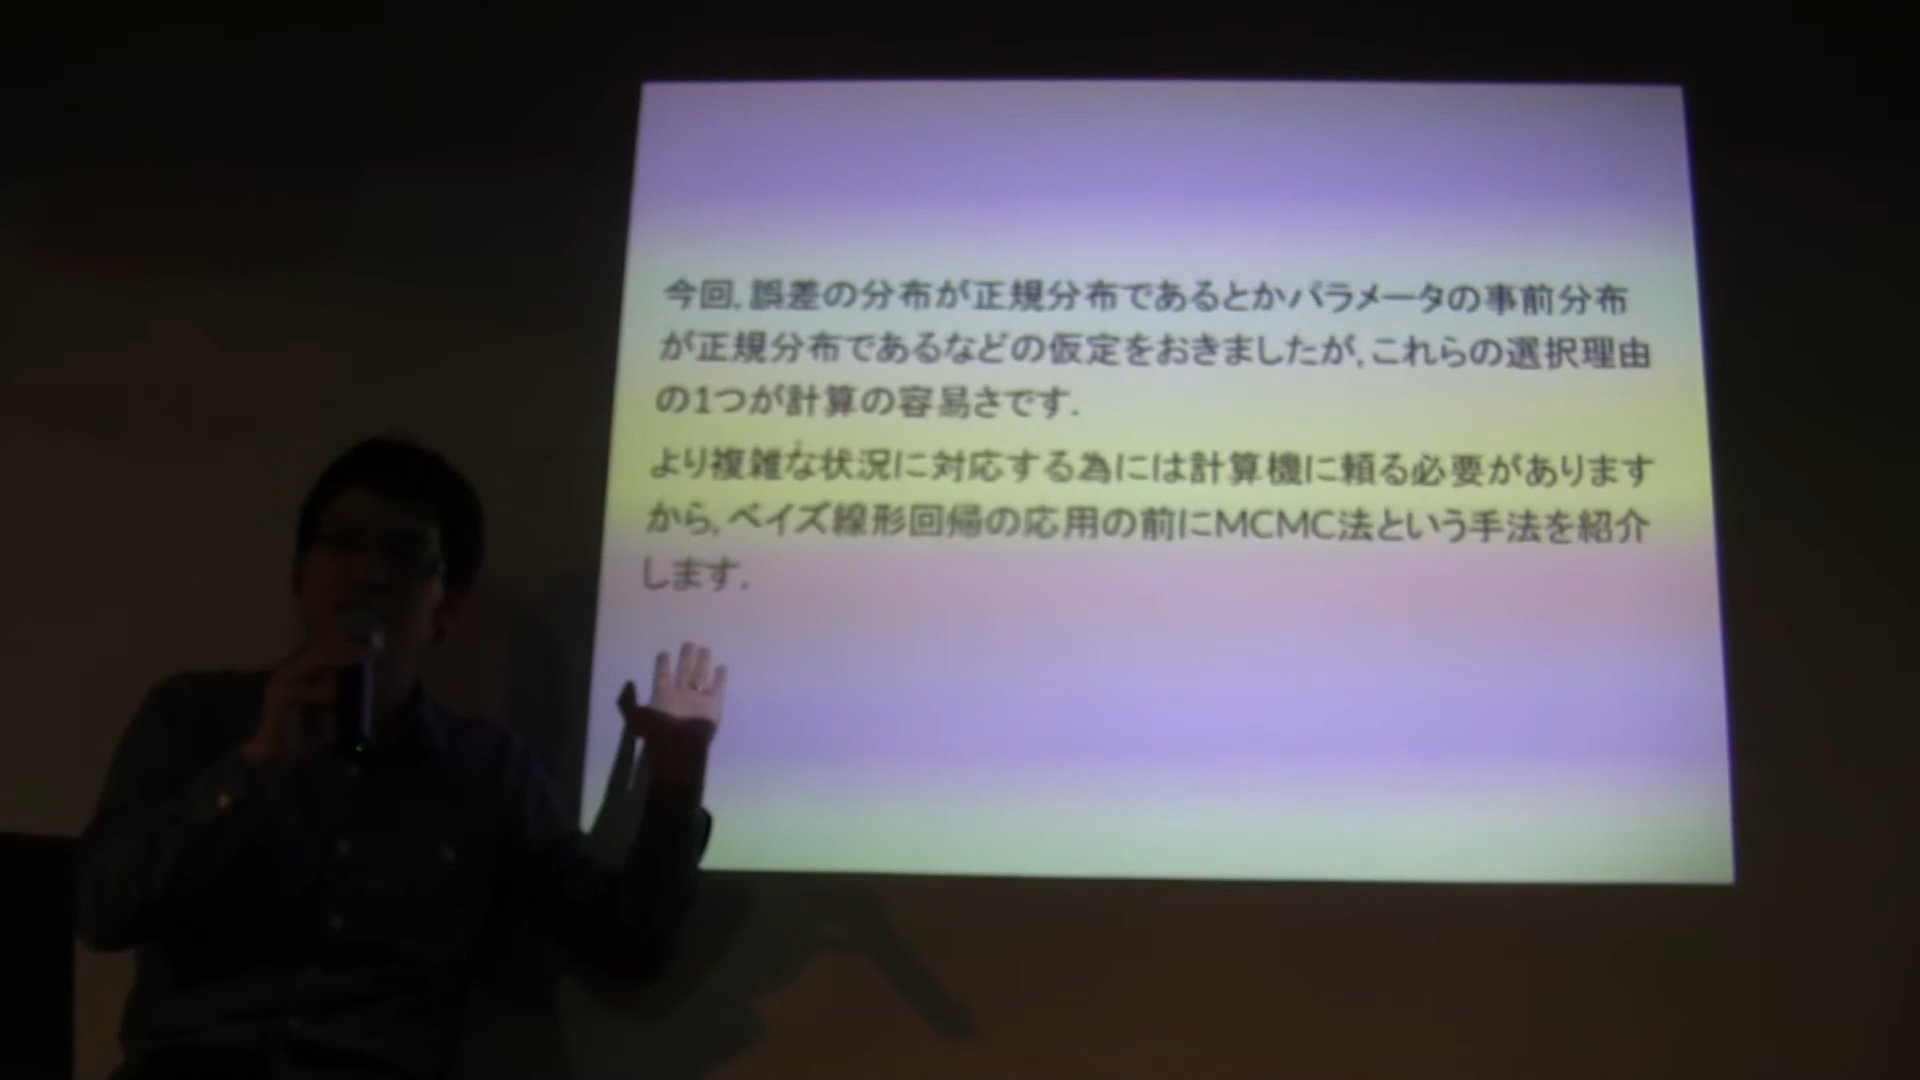 今回,誤差の分布が正規分布であるとかパラメータの事前分布
が正規分布であるなどの仮定をおきましたが,これらの選択理由
の1つが計算の容易さです.
より複雑な状況に対応する為には計算機に頼る必要があります
から,ベイズ線形回帰の応用の前にMCMC法という手法を紹介
します.